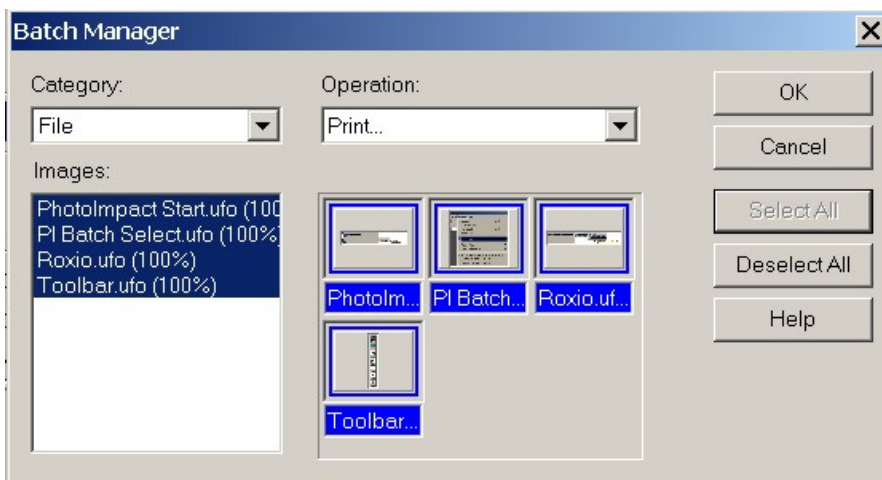 Batch Manager
Category:
Operation:
OK
File
Print...
Cancel
Images:
PhotoImpact Start.ufo (100
PI Batch Select.ufo (100%)
Roxio.ufo (100%)
Toolbar.ufo (100%)
Select All
Deselect All
PhotoIm...
PI Batch...
Roxio.uf...
Help
Toolbar...